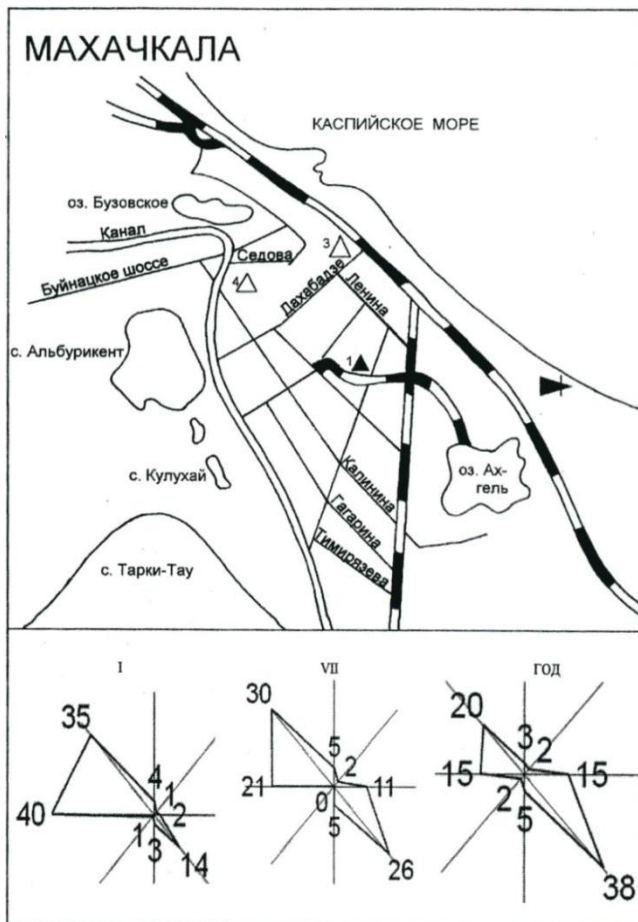 МАХАЧКАЛА
КАСПИЙСКОЕ МОРЕ
оз. Бузовское
Канал
Седова
3
Буйнацкое шоссе
4
Дахабадзе
Ленина
с. Альбурикент
1
с. Кулухай
Калинина
оз. Ах-
гель
Гагарина
Тимирязева
с. Тарки-Тау
I
VII
ГОД
35
4
1
40
2
1
3
14
30
5
2
21
11
0
5
26
20
3
2
15
15
2
5
38